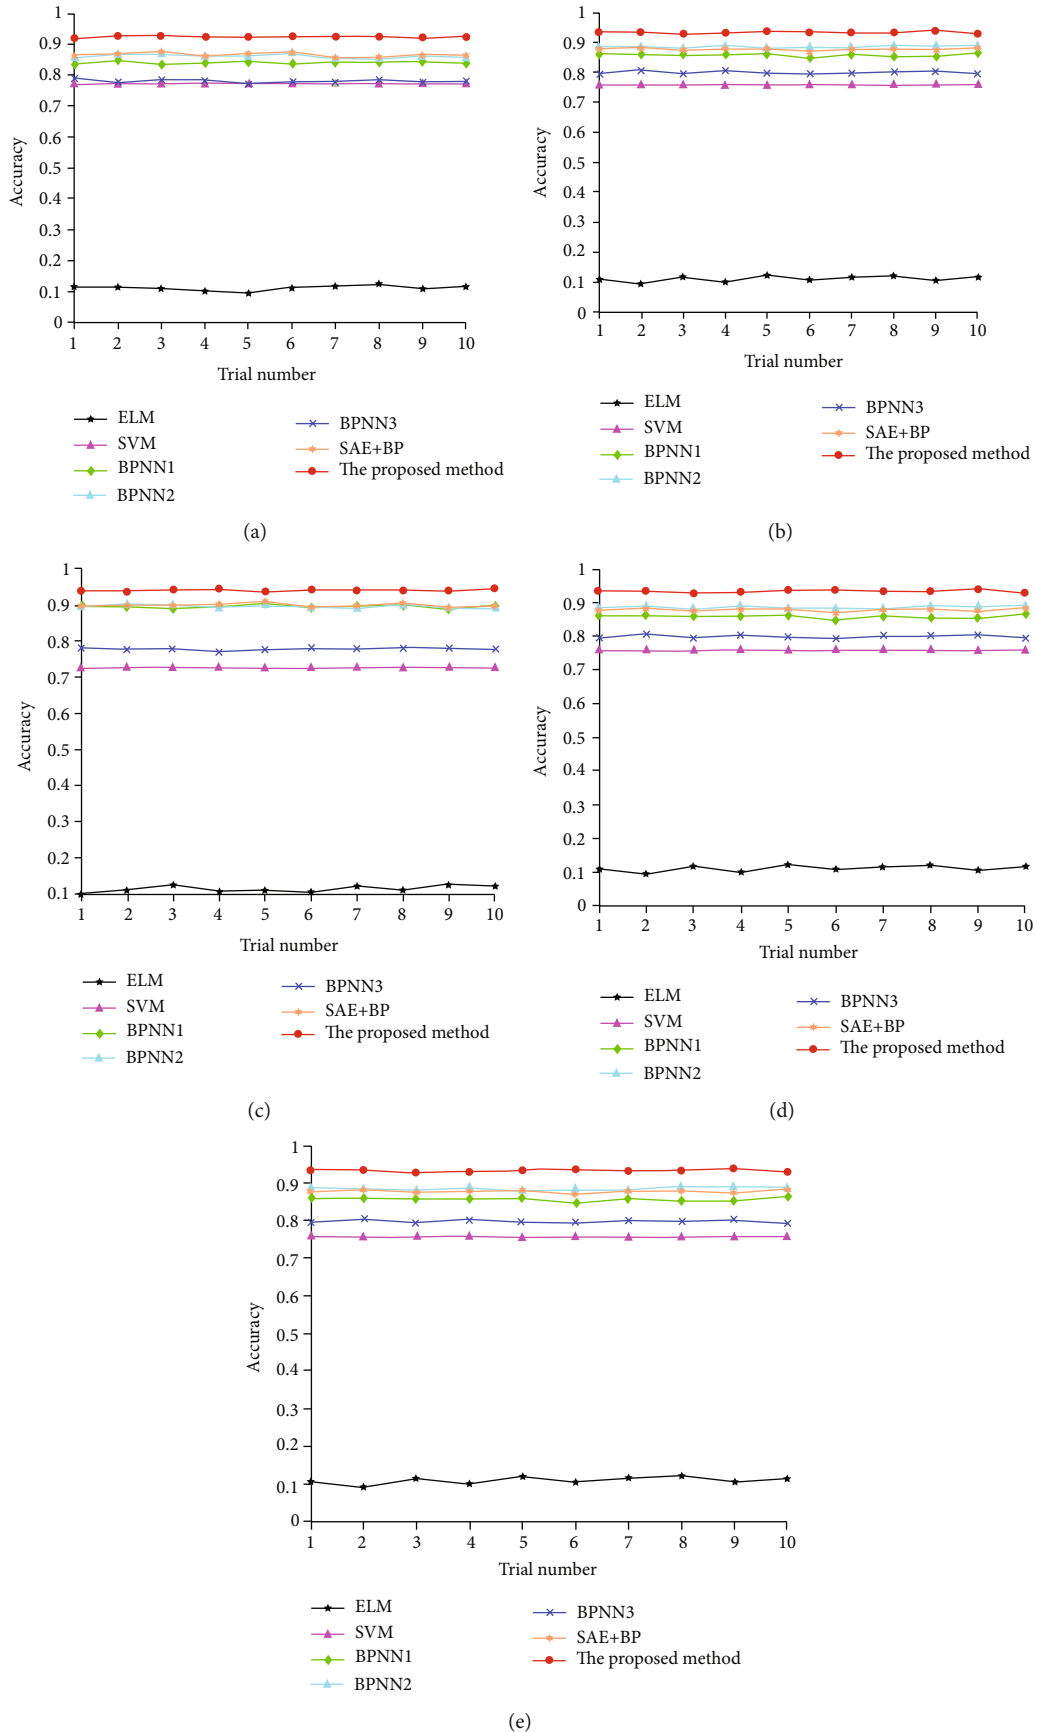 1
0.9
0.8
0.7
0.6
0.5
0.4
0.3
0.2
0.1
0
Accuracy
1 2 3 4 5 6 7 8 9 10
Trial number
ELM
SVM
BPNN1
BPNN2
BPNN3
SAE+BP
The proposed method
(a)
1
0.9
0.8
0.7
0.6
0.5
0.4
0.3
0.2
0.1
0
Accuracy
1 2 3 4 5 6 7 8 9 10
Trial number
ELM
SVM
BPNN1
BPNN2
BPNN3
SAE+BP
The proposed method
(b)
1
0.9
0.8
0.7
0.6
0.5
0.4
0.3
0.2
0.1
Accuracy
1 2 3 4 5 6 7 8 9 10
Trial number
ELM
SVM
BPNN1
BPNN2
BPNN3
SAE+BP
The proposed method
(c)
1
0.9
0.8
0.7
0.6
0.5
0.4
0.3
0.2
0.1
0
Accuracy
1 2 3 4 5 6 7 8 9 10
Trial number
ELM
SVM
BPNN1
BPNN2
BPNN3
SAE+BP
The proposed method
(d)
1
0.9
0.8
0.7
0.6
0.5
0.4
0.3
0.2
0.1
0
Accuracy
1 2 3 4 5 6 7 8 9 10
Trial number
ELM
SVM
BPNN1
BPNN2
BPNN3
SAE+BP
The proposed method
(e)